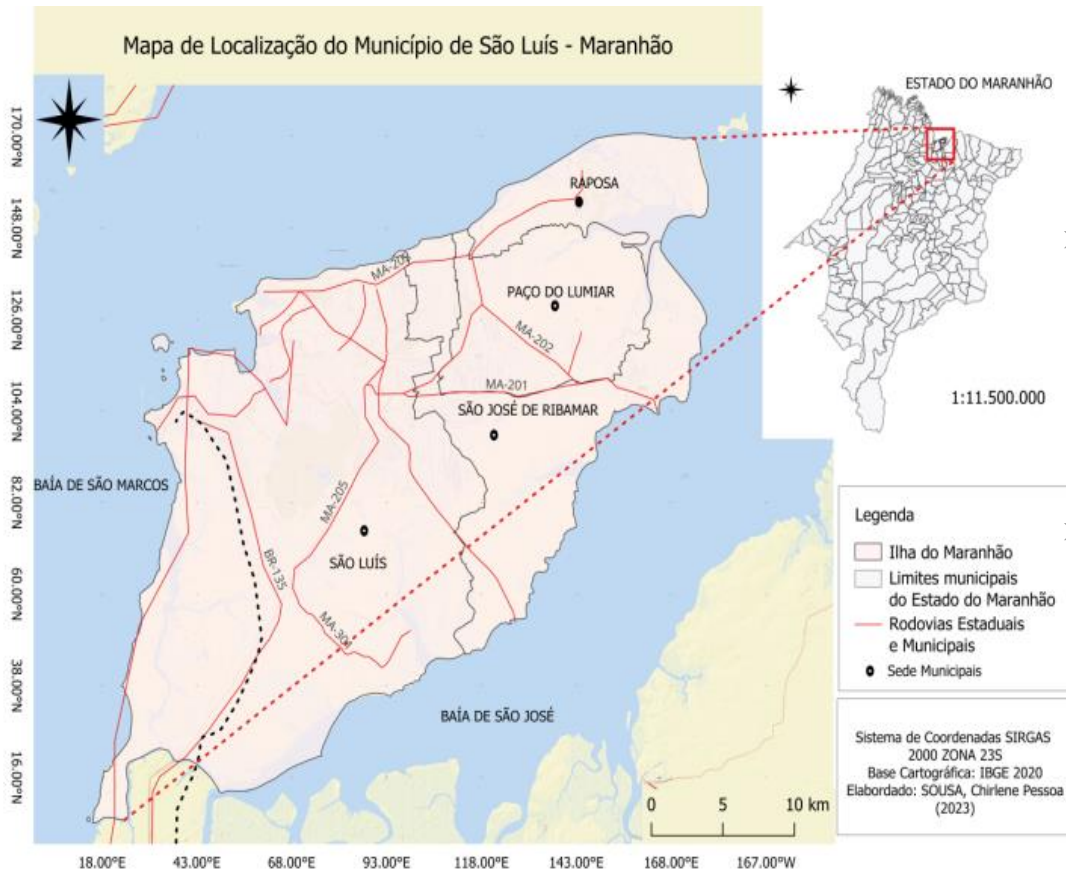 Mapa de Localização do Município de São Luís - Maranhão
ESTADO DO MARANHÃO
170.00°N
148.00°N
126.00°N
104.00°N
82.00°N
60.00°N
38.00°N
16.00°N
RAPOSA
MA-203
PAÇO DO LUMIAR
MA-202
MA-201
SÃO JOSÉ DE RIBAMAR
1:11.500.000
BAÍA DE SÃO MARCOS
MA-205
BR-135
SÃO LUÍS
MA-301
BAÍA DE SÃO JOSÉ
Legenda
Ilha do Maranhão
Limites municipais
do Estado do Maranhão
Rodovias Estaduais
e Municipais
Sede Municipais
Sistema de Coordenadas SIRGAS
2000 ZONA 23S
Base Cartográfica: IBGE 2020
Elaborado: SOUSA, Chirlene Pessoa
(2023)
0 5 10 km
18.00°E 43.00°E 68.00°E 93.00°E 118.00°E 143.00°E 168.00°E 167.00°W